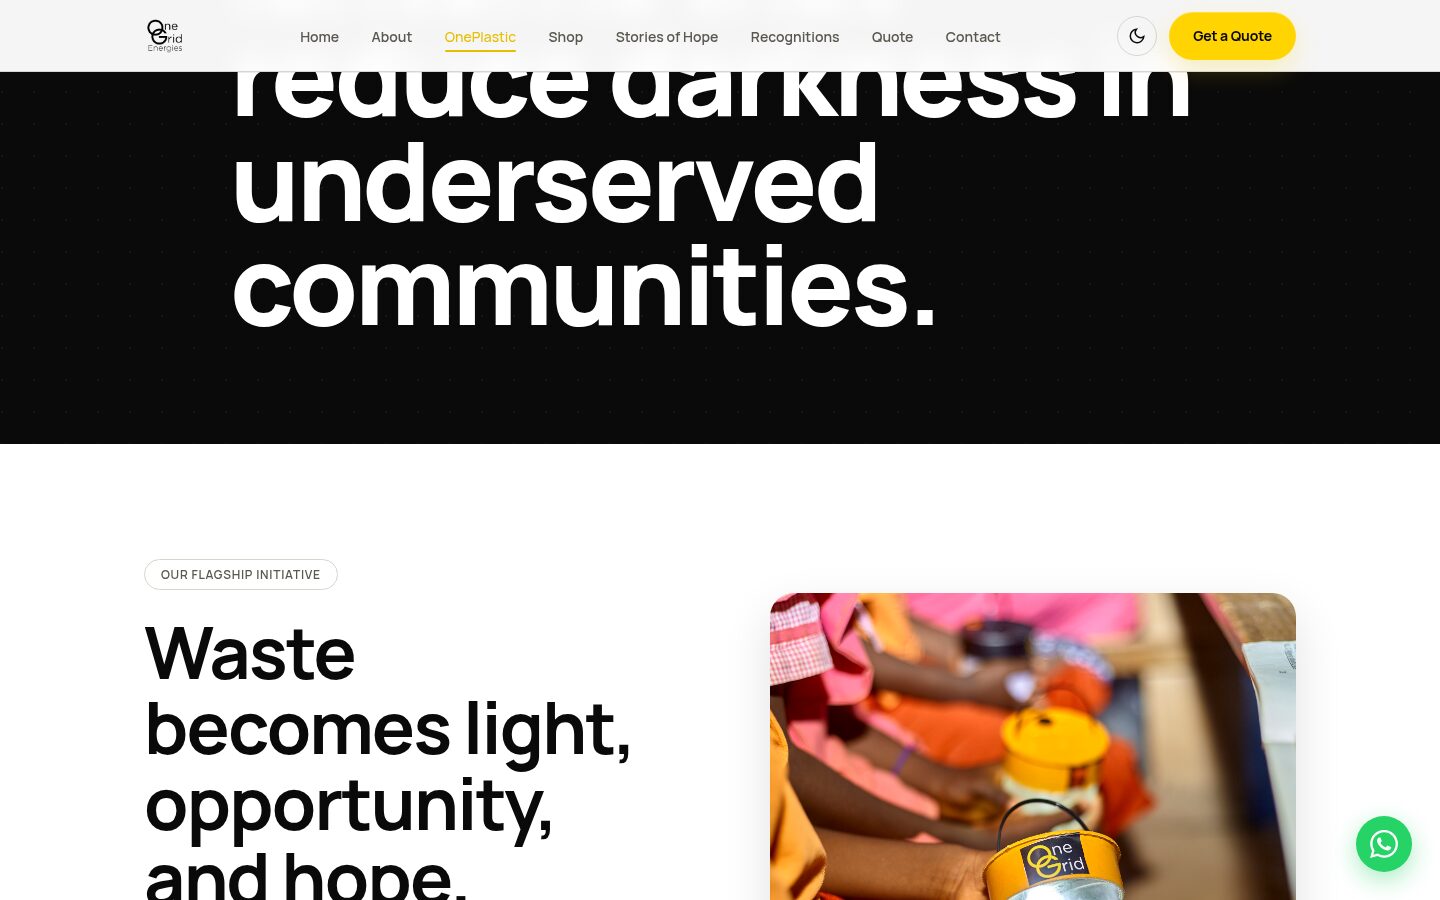 One
Grid
Energies
Home
About
OnePlastic
Shop
Stories of Hope
Recognitions
Quote
Contact
Get a Quote
reduce darkness in
underserved
communities.
OUR FLAGSHIP INITIATIVE
Waste
becomes light,
opportunity,
and hope.
One
Grid